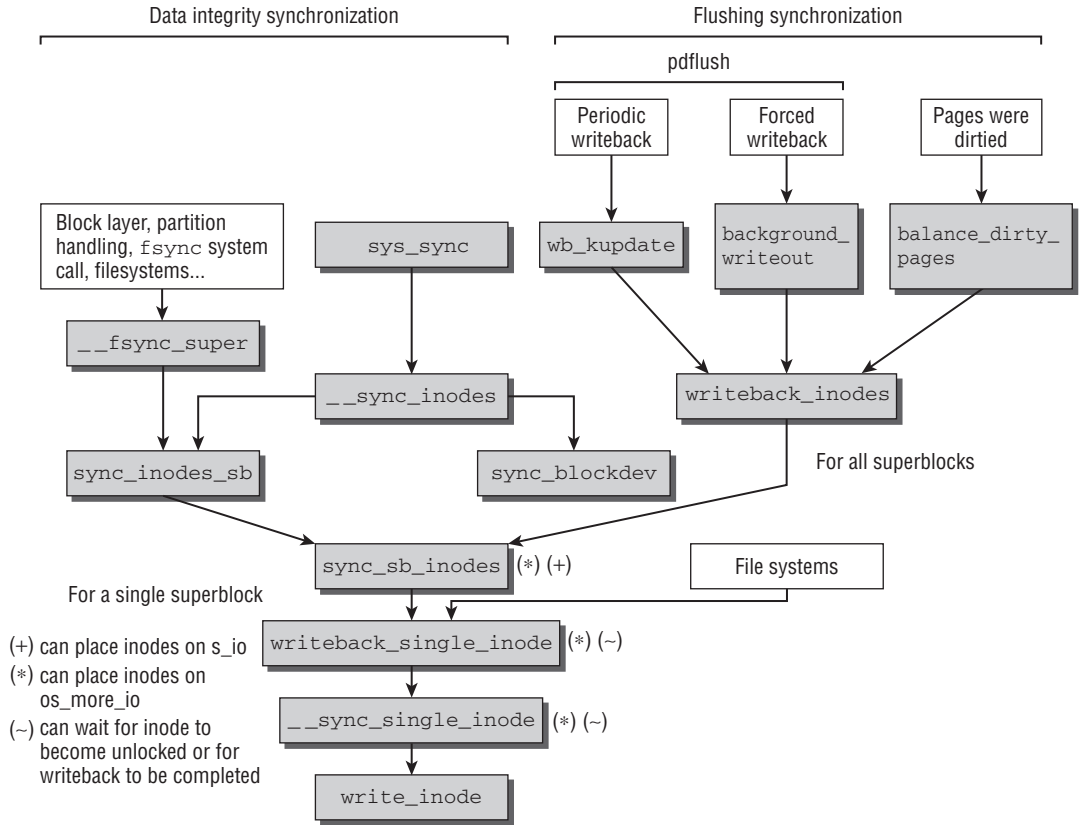 Data integrity synchronization
Flushing synchronization
pdflush
Periodic
writeback
Forced
writeback
Pages were
dirtied
Block layer, partition
handling, fsync system
call, filesystems...
sys_sync
wb_kupdate
background_
writeout
balance_dirty_
pages
__fsync_super
__sync_inodes
writeback_inodes
sync_inodes_sb
sync_blockdev
For all superblocks
sync_sb_inodes (*) (+)
File systems
For a single superblock
writeback_single_inode (*) (~)
(+) can place inodes on s_io
(*) can place inodes on
os_more_io
(~) can wait for inode to
become unlocked or for
writeback to be completed
__sync_single_inode (*) (~)
write_inode